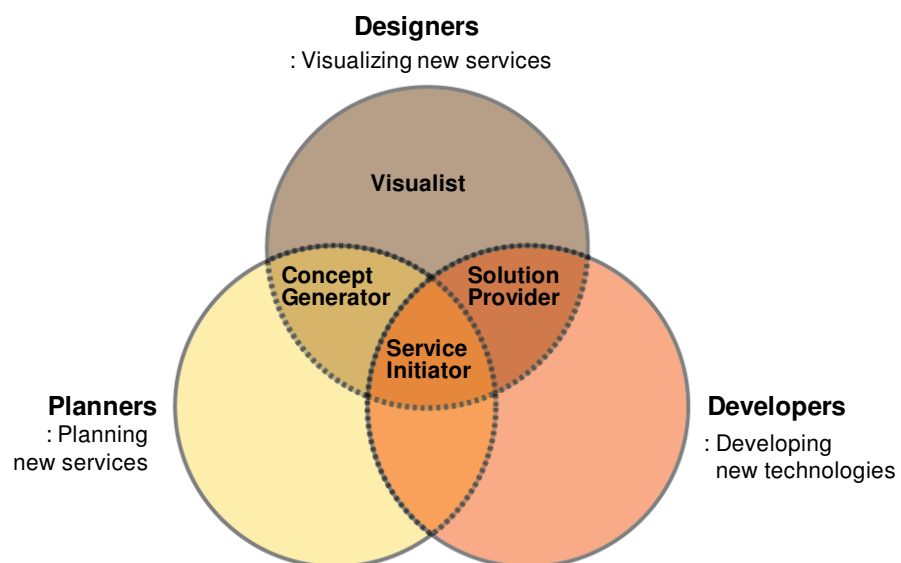 Designers
: Visualizing new services
Visualist
Concept
Generator
Solution
Provider
Service
Initiator
Planners
: Planning
new services
Developers
: Developing
new technologies